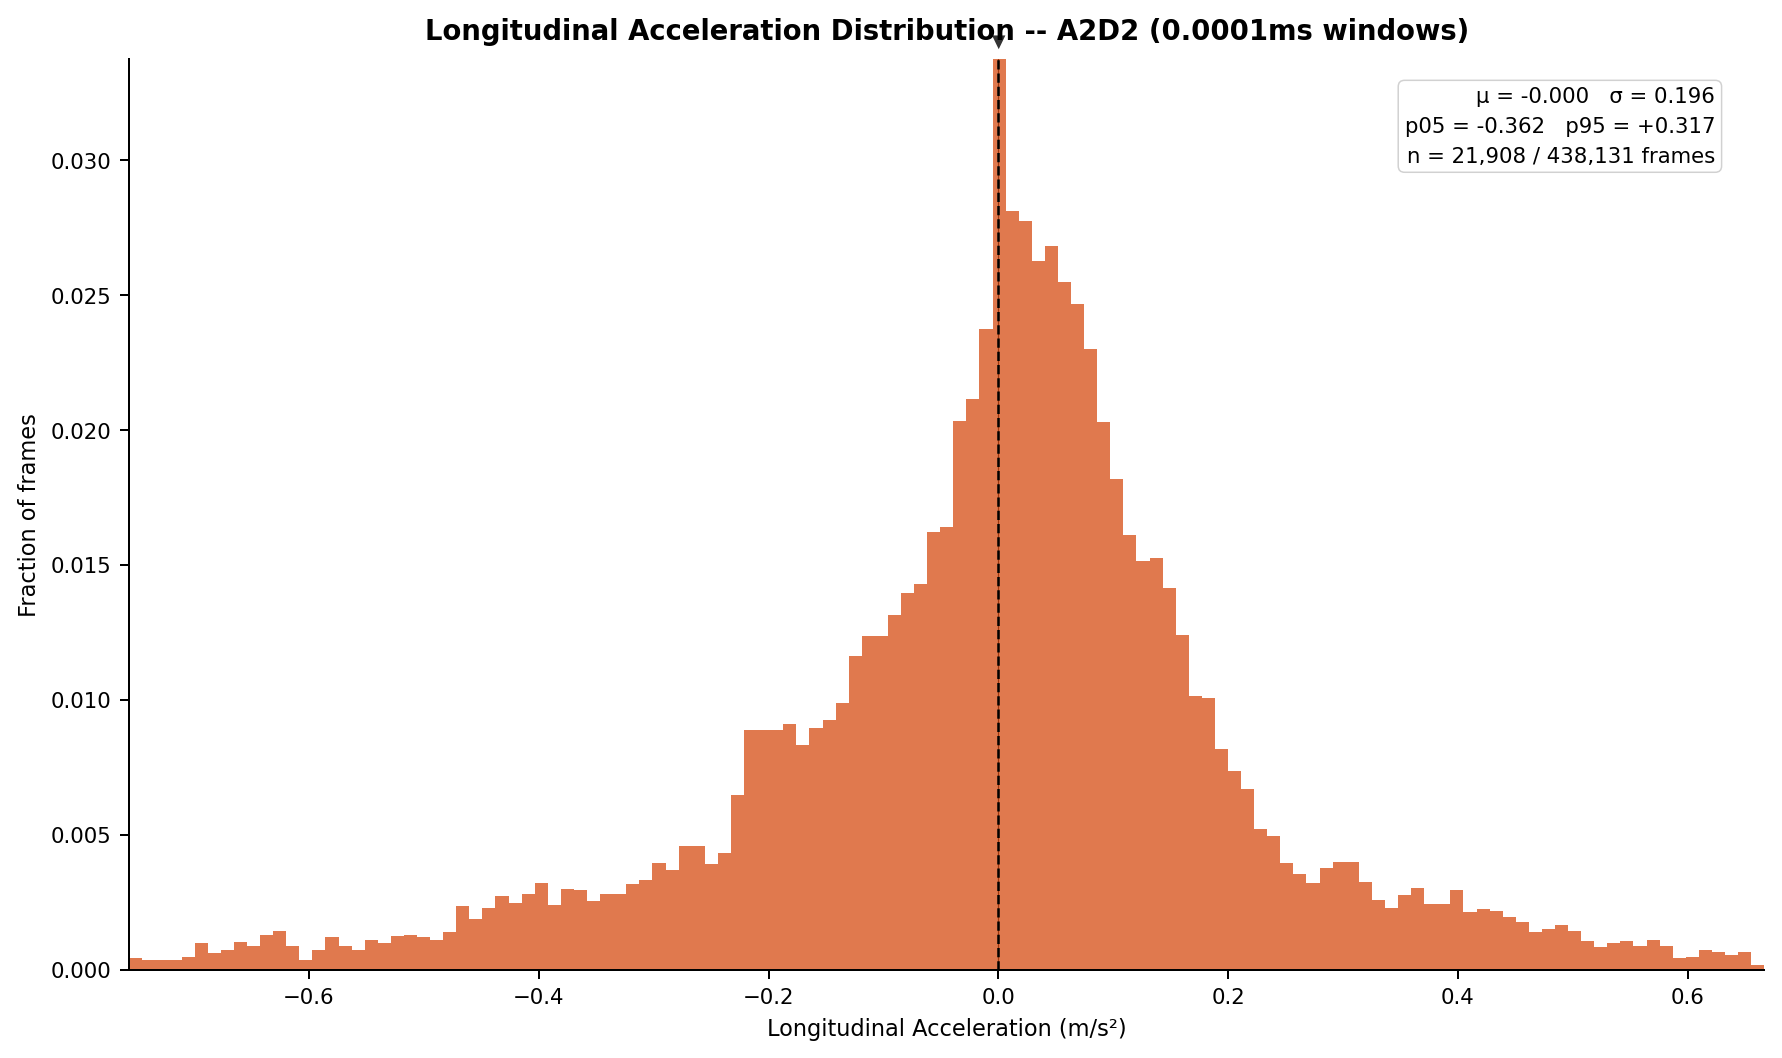 Longitudinal Acceleration Distribution -- A2D2 (0.0001ms windows)
μ = -0.000   σ = 0.196
p05 = -0.362   p95 = +0.317
n = 21,908 / 438,131 frames
Fraction of frames
0.030
0.025
0.020
0.015
0.010
0.005
0.000
−0.6
−0.4
−0.2
0.0
0.2
0.4
0.6
Longitudinal Acceleration (m/s²)